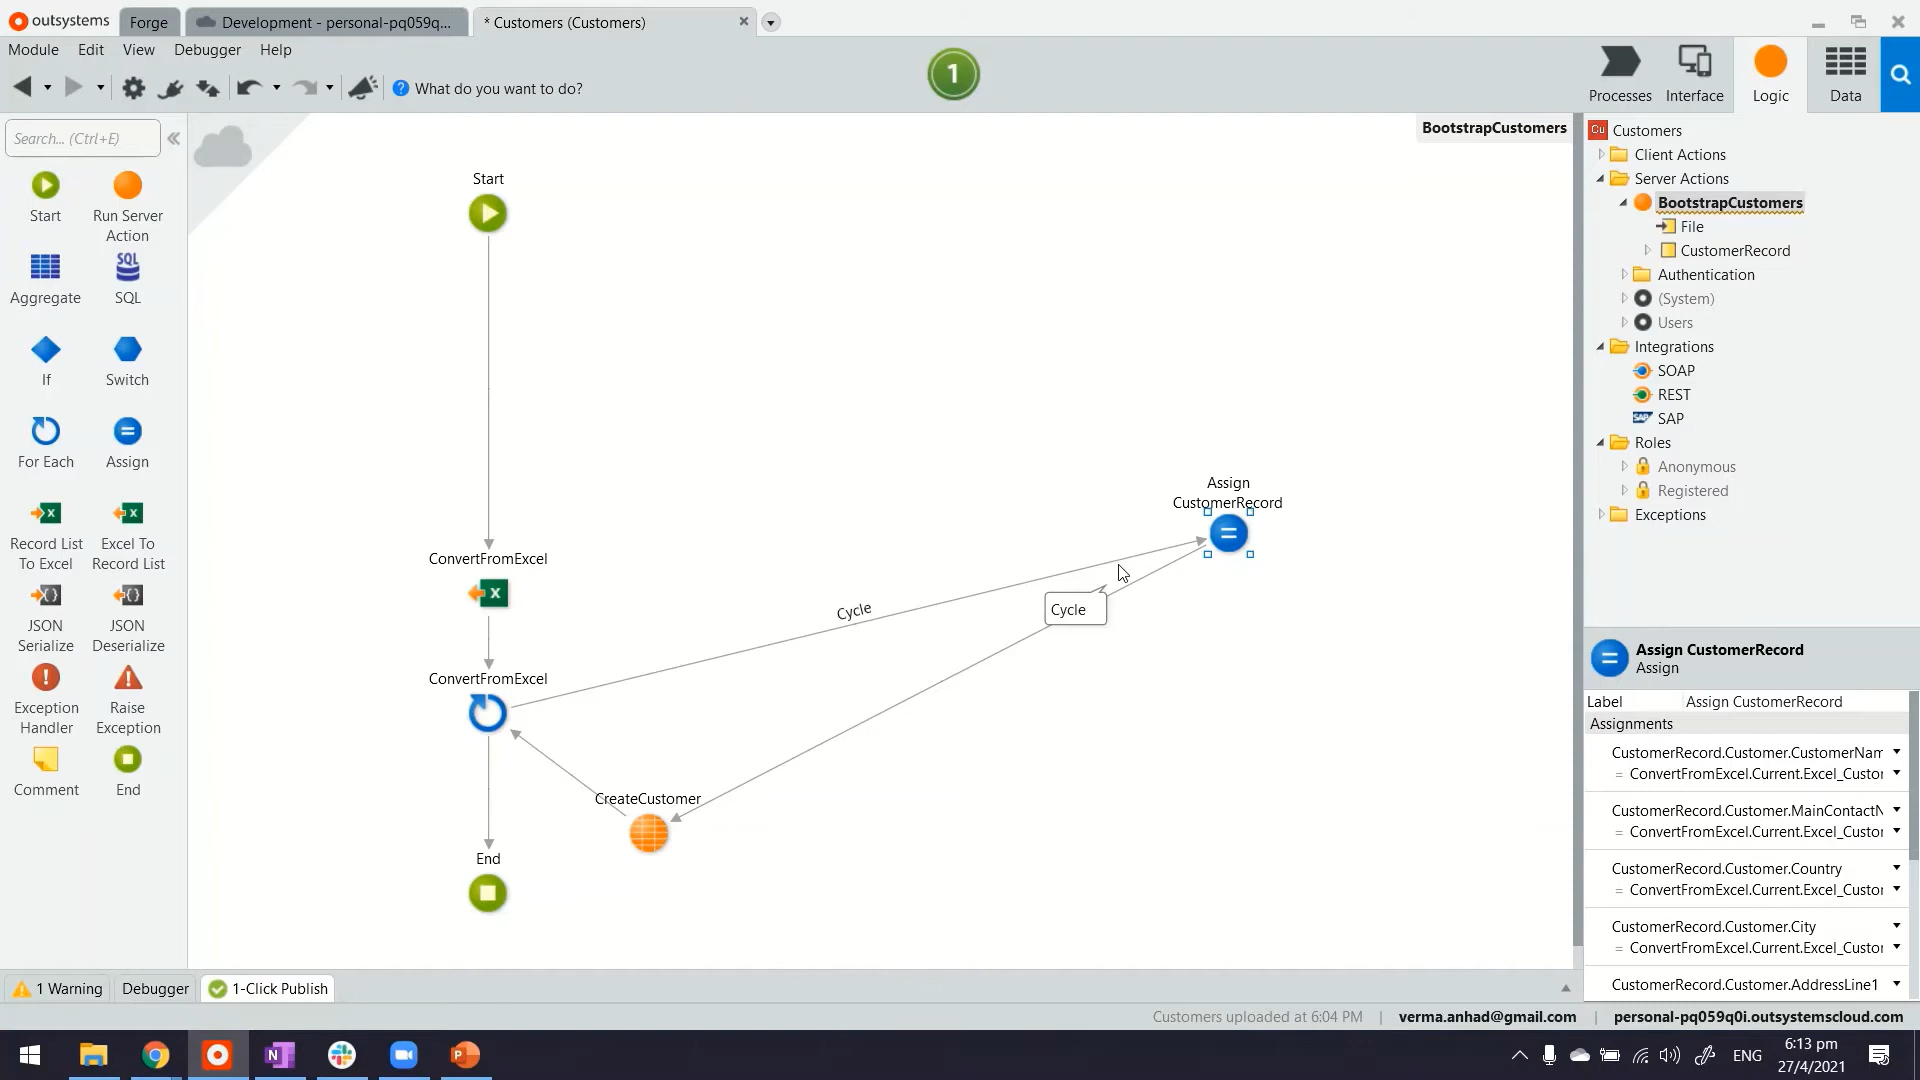 outsystems
Forge
Development - personal-pq059q...
* Customers (Customers)
Module
Edit
View
Debugger
Help
What do you want to do?
1
Processes
Interface
Logic
Data
Search... (Ctrl+E)
Start
Run Server
Action
Aggregate
SQL
SQL
If
Switch
For Each
Assign
Record List
To Excel
Excel To
Record List
JSON
Serialize
JSON
Deserialize
Exception
Handler
Raise
Exception
Comment
End
BootstrapCustomers
Start
ConvertFromExcel
ConvertFromExcel
Cycle
Cycle
Assign
CustomerRecord
CreateCustomer
End
Cu Customers
Client Actions
Server Actions
BootstrapCustomers
File
CustomerRecord
Authentication
(System)
Users
Integrations
SOAP
REST
SAP SAP
Roles
Anonymous
Registered
Exceptions
Assign CustomerRecord
Assign
Label Assign CustomerRecord
Assignments
CustomerRecord.Customer.CustomerNam
= ConvertFromExcel.Current.Excel_Custor
CustomerRecord.Customer.MainContactN
= ConvertFromExcel.Current.Excel_Custor
CustomerRecord.Customer.Country
= ConvertFromExcel.Current.Excel_Custor
CustomerRecord.Customer.City
= ConvertFromExcel.Current.Excel_Custor
CustomerRecord.Customer.AddressLine1
1 Warning
Debugger
1-Click Publish
Customers uploaded at 6:04 PM | verma.anhad@gmail.com | personal-pq059q0i.outsystemscloud.com
ENG
6:13 pm
27/4/2021